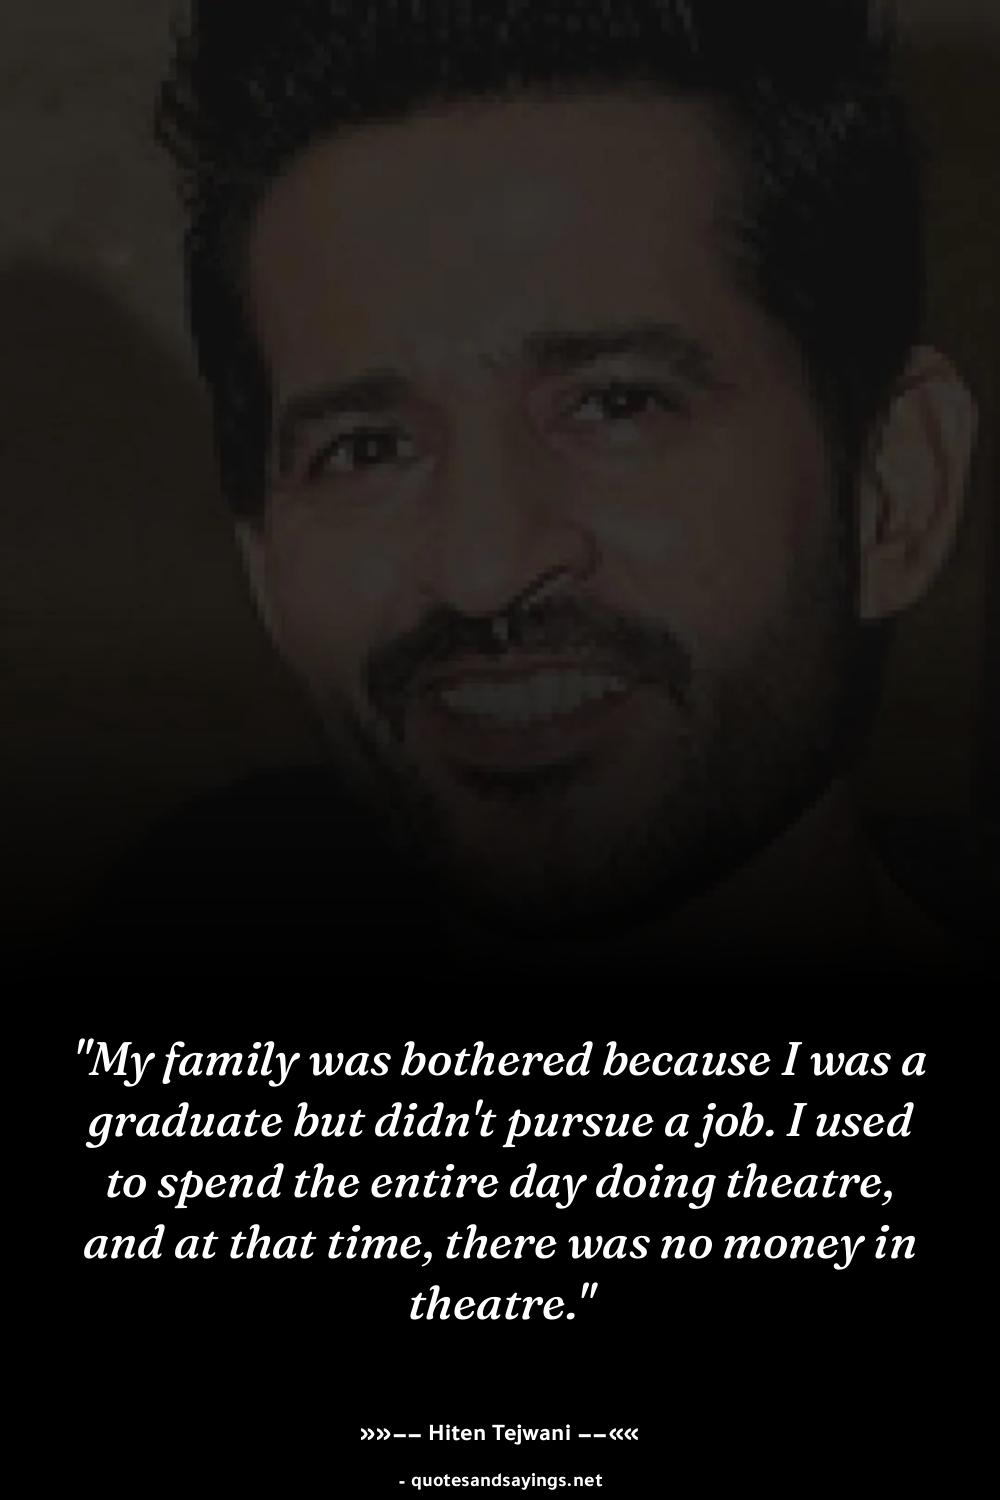 "My family was bothered because I was a
graduate but didn't pursue a job. I used
to spend the entire day doing theatre,
and at that time, there was no money in
theatre."
»»−− Hiten Tejwani −−««
- quotesandsayings.net